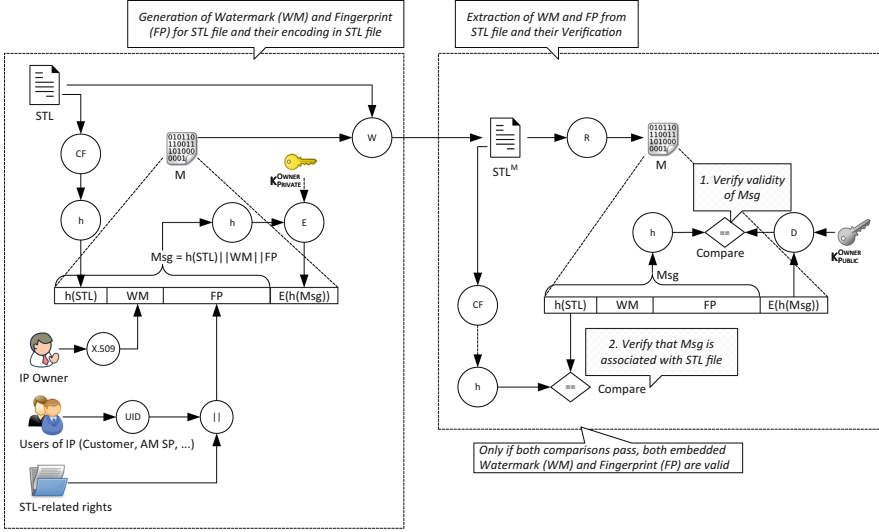 Generation of Watermark (WM) and Fingerprint
(FP) for STL file and their encoding in STL file
Extraction of WM and FP from
STL file and their Verification
STL
CF
h
010110
110011
101000
0001
M
W
K OWNER PRIVATE
h
E
Msg = h(STL)||WM||FP
h(STL)
WM
FP
E(h(Msg))
X.509
IP Owner
UID
||
Users of IP (Customer, AM SP, ...)
STL-related rights
STL^M
R
010110
110011
101000
0001
M
1. Verify validity
of Msg
h
==
D
Compare
K OWNER PUBLIC
Msg
h(STL)
WM
FP
E(h(Msg))
CF
2. Verify that Msg is
associated with STL file
h
==
Compare
Only if both comparisons pass, both embedded
Watermark (WM) and Fingerprint (FP) are valid